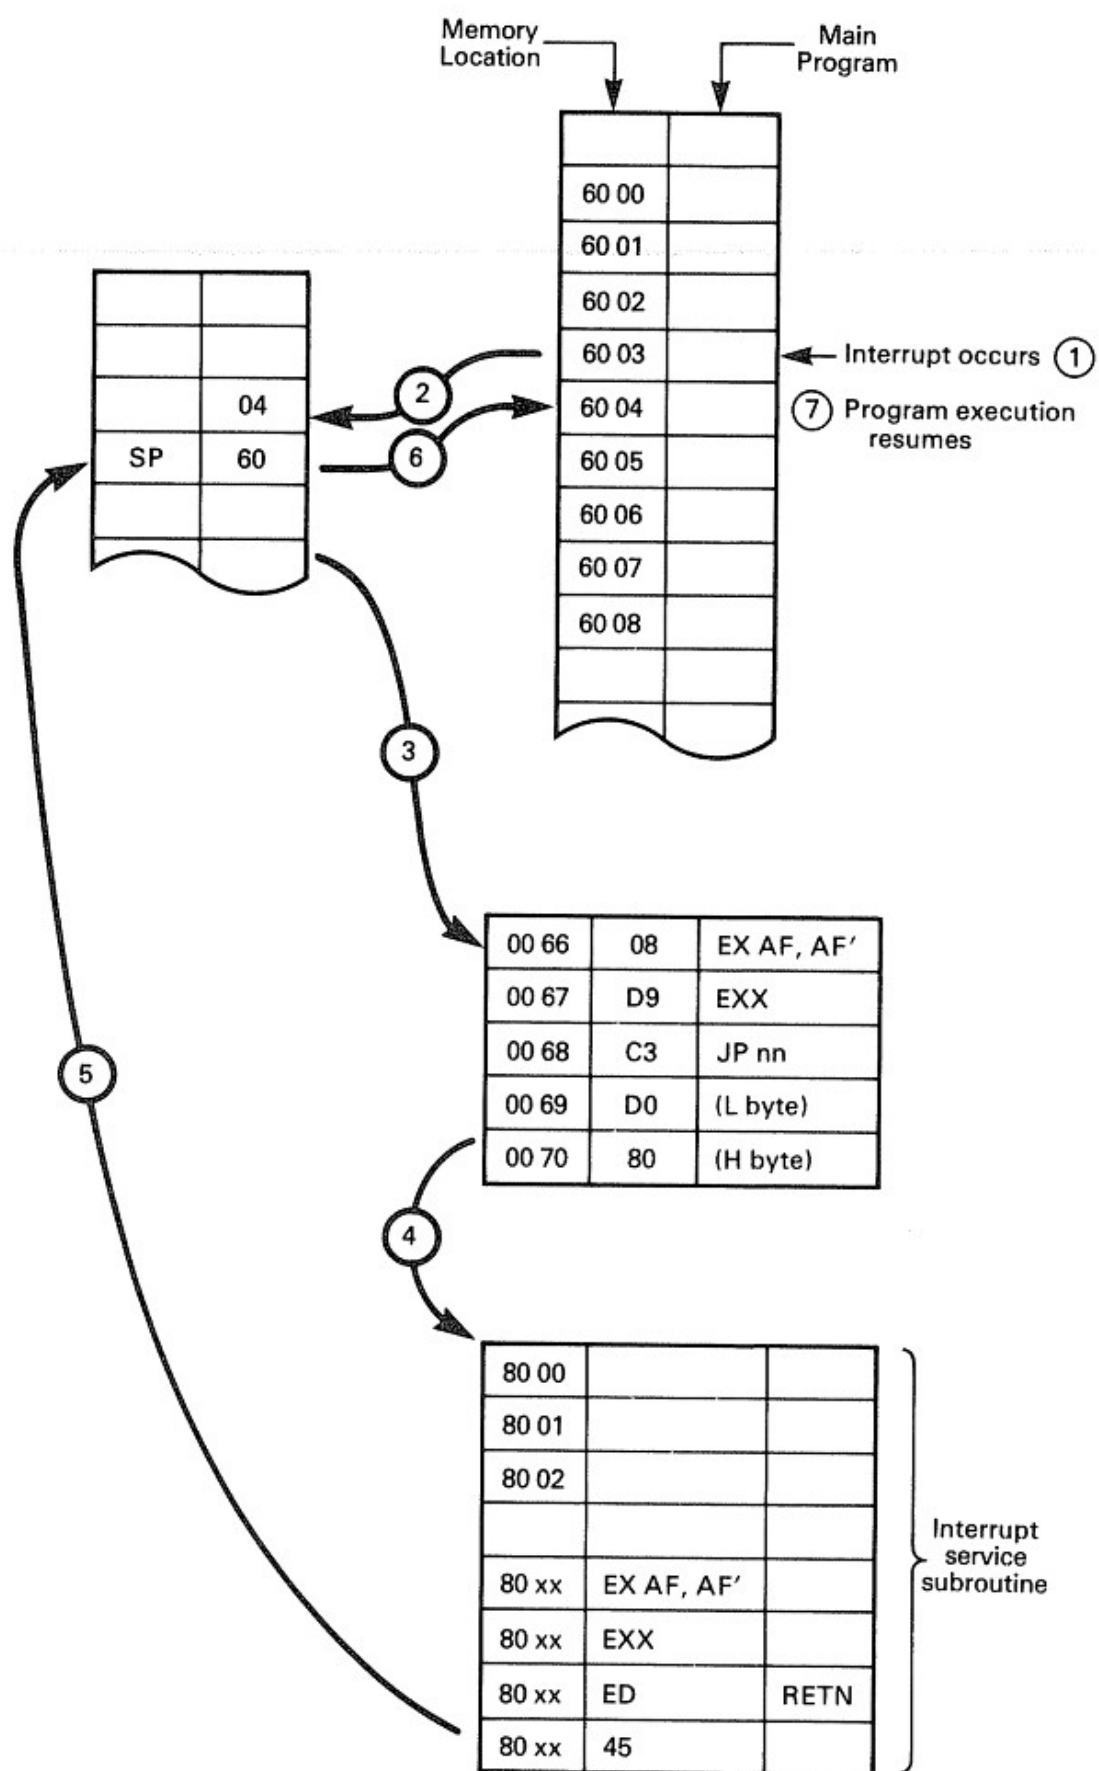 Memory
Location
Main
Program
60 00
60 01
60 02
60 03
60 04
60 05
60 06
60 07
60 08
Interrupt occurs 1
7 Program execution
resumes
04
SP 60
2
6
3
00 66 08 EX AF, AF′
00 67 D9 EXX
00 68 C3 JP nn
00 69 D0 (L byte)
00 70 80 (H byte)
5
4
80 00
80 01
80 02
80 xx EX AF, AF′
80 xx EXX
80 xx ED RETN
80 xx 45
Interrupt
service
subroutine